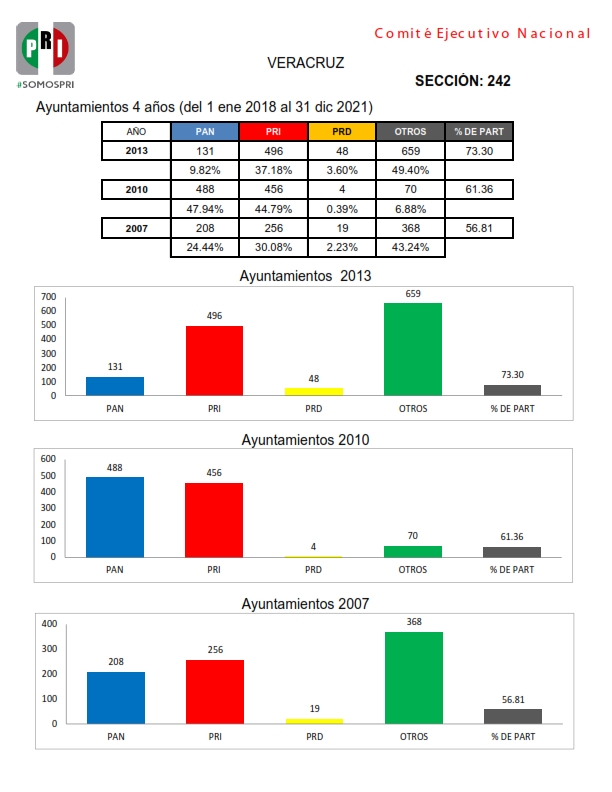 Comité Ejecutivo Nacional
PRI
#SOMOSPRI
VERACRUZ
SECCIÓN: 242
Ayuntamientos 4 años (del 1 ene 2018 al 31 dic 2021)
AÑO PAN PRI PRD OTROS % DE PART
2013 131 496 48 659 73.30
9.82% 37.18% 3.60% 49.40%
2010 488 456 4 70 61.36
47.94% 44.79% 0.39% 6.88%
2007 208 256 19 368 56.81
24.44% 30.08% 2.23% 43.24%
Ayuntamientos 2013
700
600
500
400
300
200
100
0
131 496 48 659 73.30
PAN PRI PRD OTROS % DE PART
Ayuntamientos 2010
600
500
400
300
200
100
0
488 456 4 70 61.36
PAN PRI PRD OTROS % DE PART
Ayuntamientos 2007
400
300
200
100
0
208 256 19 368 56.81
PAN PRI PRD OTROS % DE PART